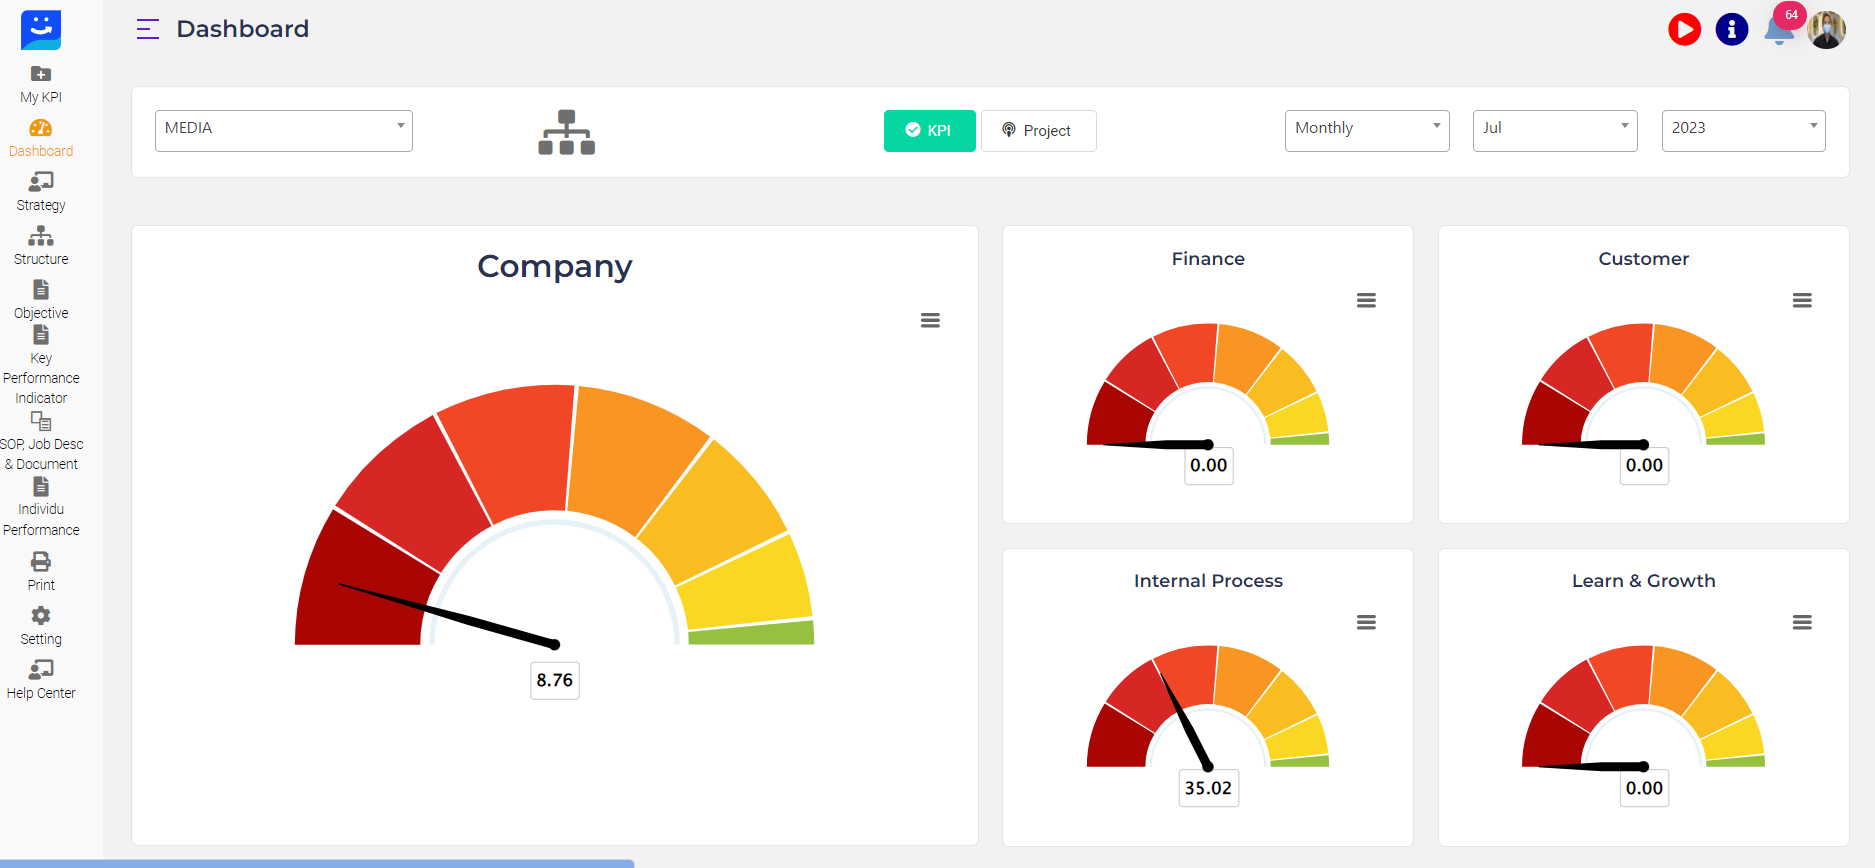 Dashboard
64
My KPI
Dashboard
Strategy
Structure
Objective
Key
Performance
Indicator
SOP, Job Desc
& Document
Individu
Performance
Print
Setting
Help Center
MEDIA
KPI
Project
Monthly
Jul
2023
Company
8.76
Finance
0.00
Customer
0.00
Internal Process
35.02
Learn & Growth
0.00